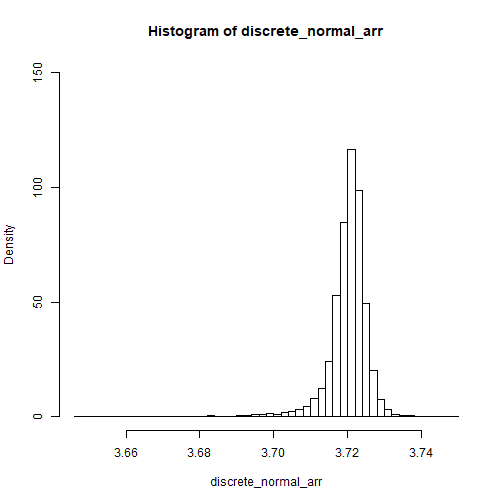 Histogram of discrete_normal_arr
150
100
50
0
Density
3.66 3.68 3.70 3.72 3.74
discrete_normal_arr